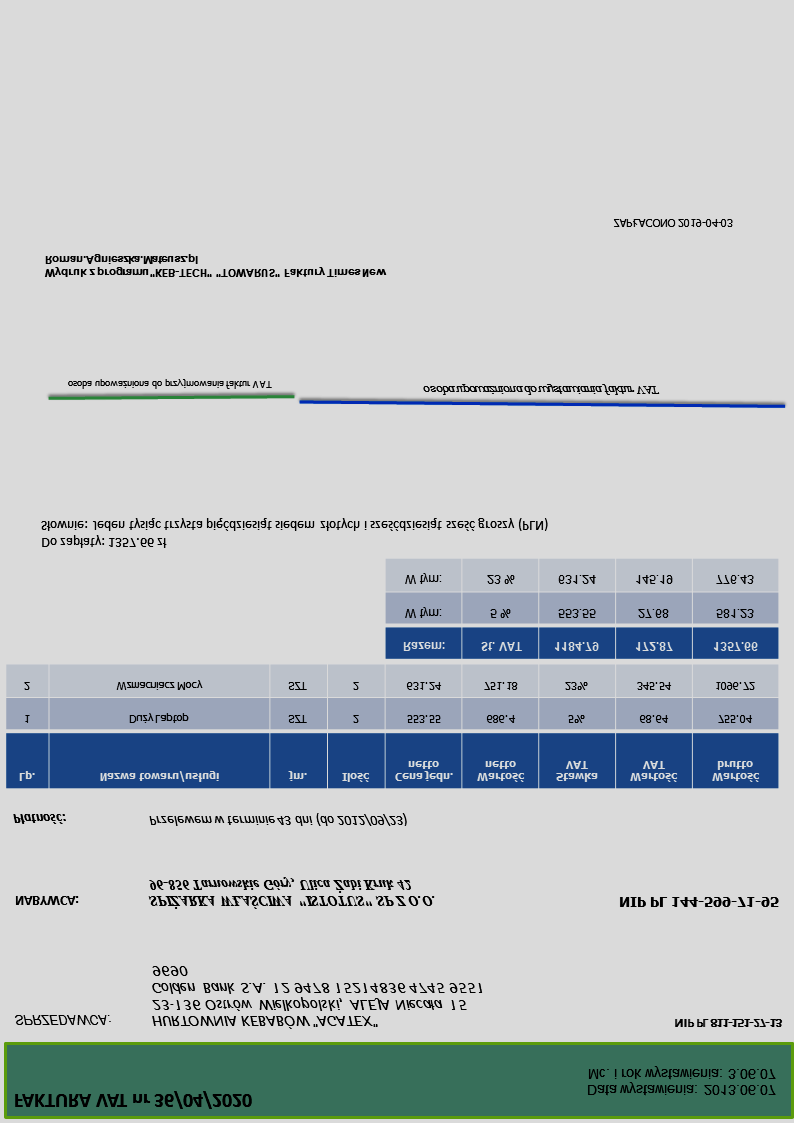 FAKTURA VAT nr 36/04/2020
Data wystawienia: 2013.06.07
Mc. i rok wystawienia: 3.06.07
SPRZEDAWCA: HURTOWNIA KEBABÓW "AGATEX" NIP PL 811-151-27-13
23-136 Ostrów Wielkopolski, ALEJA Niecała 15
Golden Bank S.A. 12 9478 15214836 4745 9551
9690
NABYWCA: SPIŻARKA WŁAŚCIWA "ISTOTUS" SP Z O.O. NIP PL 144-599-71-95
96-856 Tarnowskie Góry, Ulica Żabi Kruk 42
Płatność: Przelewem w terminie 43 dni (do 2012/09/23)
Lp. Nazwa towaru/usługi jm. Ilość Cena jedn. netto Wartość netto Stawka VAT Wartość VAT Wartość brutto
1 Duży Laptop SZT 2 553.55 686.4 5% 68.64 755.04
2 Wzmacniacz Mocy SZT 2 631.24 751.18 23% 345.54 1096.72
Razem: St. VAT 1184.79 172.87 1357.66
W tym: 5 % 553.55 27.68 581.23
W tym: 23 % 631.24 145.19 776.43
Do zapłaty: 1357.66 zł
Słownie: Jeden tysiąc trzysta pięćdziesiąt siedem złotych i sześćdziesiąt sześć groszy (PLN)
osoba upoważniona do przyjmowania faktur VAT
osoba upoważniona do wystawiania faktur VAT
Wydruk z programu "KEB-TECH" "TOWARUS" Faktury Times New
Roman.Agnieszka.Mateusz.pl
ZAPŁACONO 2019-04-03